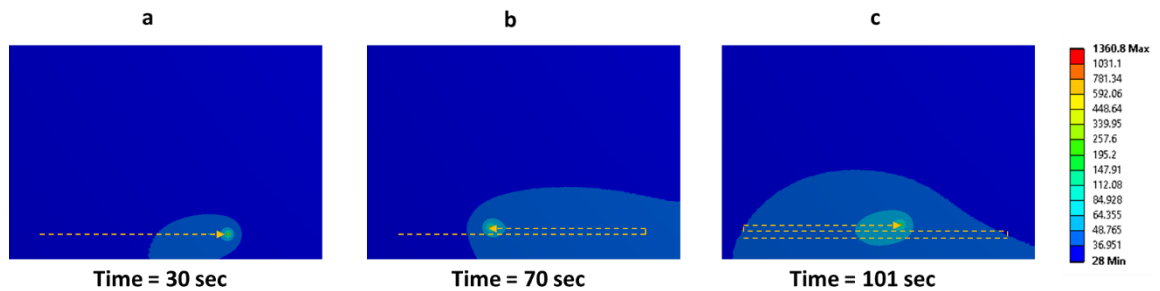 a
b
c
1360.8 Max
1031.1
781.34
592.06
448.64
339.95
257.6
195.2
147.91
112.08
84.928
64.355
48.765
36.951
28 Min
Time = 30 sec
Time = 70 sec
Time = 101 sec